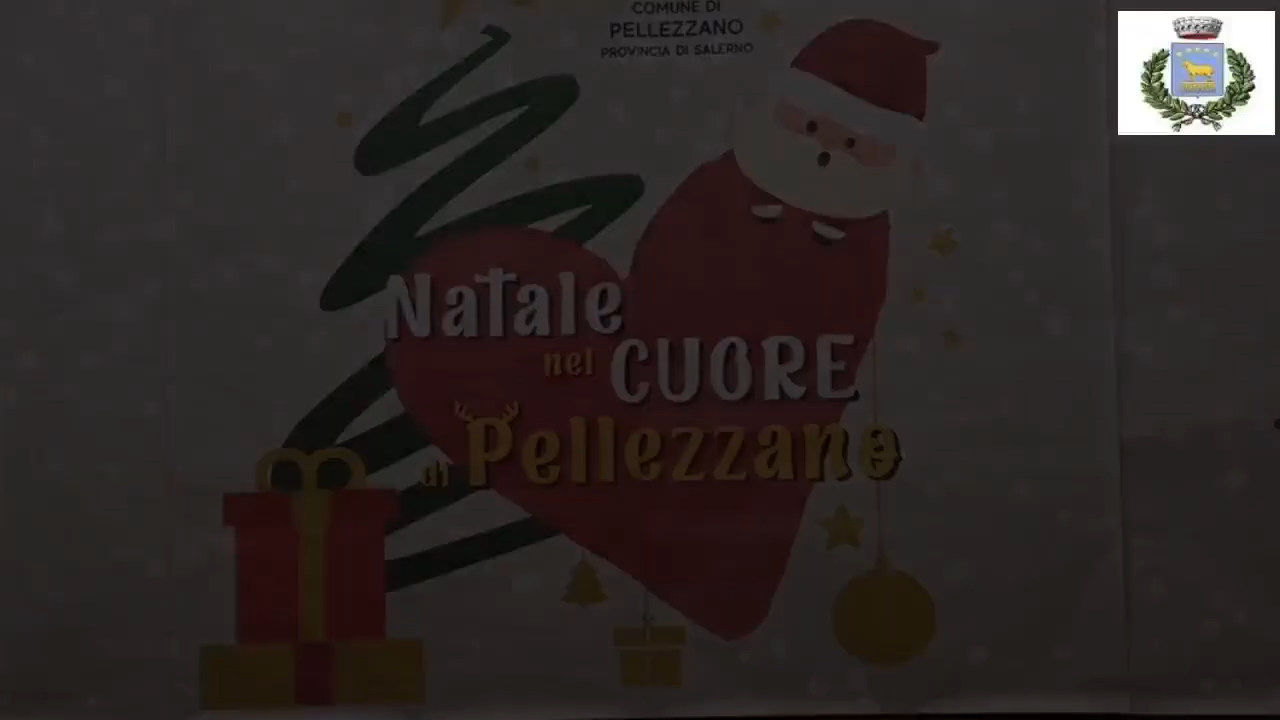 COMUNE DI
PELLEZZANO
PROVINCIA DI SALERNO
Natale
nel CUORE
di Pellezzano